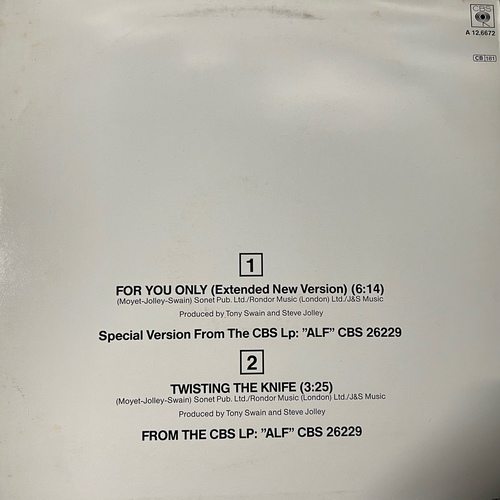 CBS
A 12.6672
CB 181
1
FOR YOU ONLY (Extended New Version) (6:14)
(Moyet-Jolley-Swain) Sonet Pub. Ltd./Rondor Music (London) Ltd./J&S Music
Produced by Tony Swain and Steve Jolley
Special Version From The CBS Lp: ”ALF” CBS 26229
2
TWISTING THE KNIFE (3:25)
(Moyet-Jolley-Swain) Sonet Pub. Ltd./Rondor Music (London) Ltd./J&S Music
Produced by Tony Swain and Steve Jolley
FROM THE CBS LP: ”ALF” CBS 26229